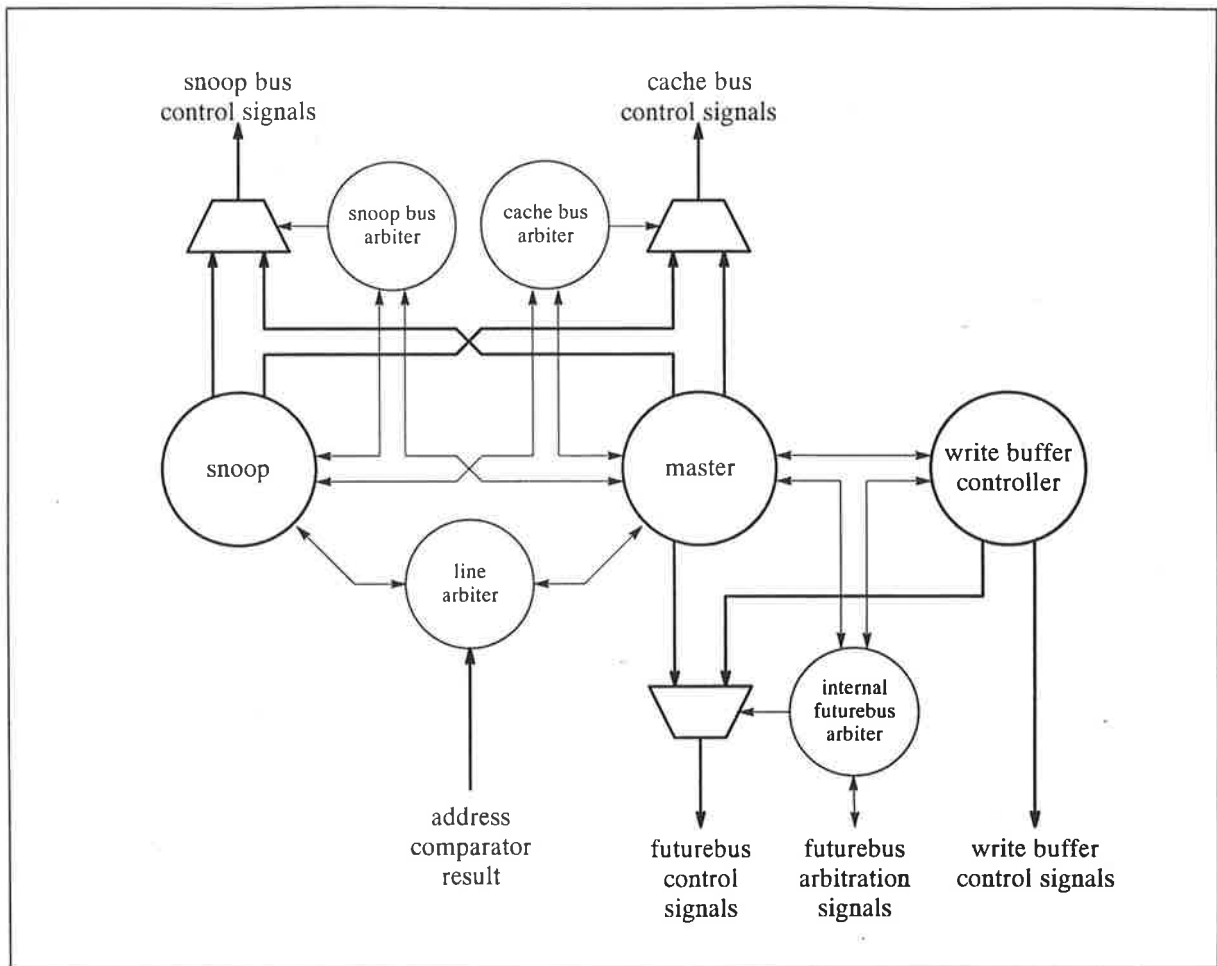 snoop bus
control signals
cache bus
control signals
snoop bus
arbiter
cache bus
arbiter
snoop
master
write buffer
controller
line
arbiter
internal
futurebus
arbiter
address
comparator
result
futurebus
control
signals
futurebus
arbitration
signals
write buffer
control signals